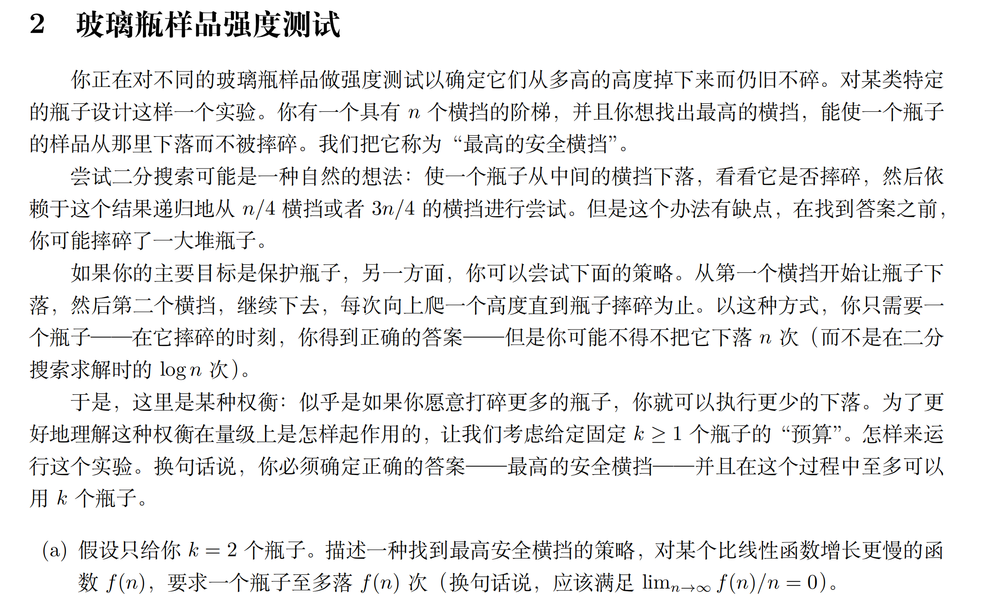 2 玻璃瓶样品强度测试
你正在对不同的玻璃瓶样品做强度测试以确定它们从多高的高度掉下来而仍旧不碎。对某类特定
的瓶子设计这样一个实验。你有一个具有 n 个横挡的阶梯，并且你想找出最高的横挡，能使一个瓶子
的样品从那里下落而不被摔碎。我们把它称为“最高的安全横挡”。
尝试二分搜索可能是一种自然的想法：使一个瓶子从中间的横挡下落，看看它是否摔碎，然后依
赖于这个结果递归地从 n/4 横挡或者 3n/4 的横挡进行尝试。但是这个办法有缺点，在找到答案之前，
你可能摔碎了一大堆瓶子。
如果你的主要目标是保护瓶子，另一方面，你可以尝试下面的策略。从第一个横挡开始让瓶子下
落，然后第二个横挡，继续下去，每次向上爬一个高度直到瓶子摔碎为止。以这种方式，你只需要一
个瓶子——在它摔碎的时刻，你得到正确的答案——但是你可能不得不把它下落 n 次（而不是在二分
搜索求解时的 log n 次）。
于是，这里是某种权衡：似乎是如果你愿意打碎更多的瓶子，你就可以执行更少的下落。为了更
好地理解这种权衡在量级上是怎样起作用的，让我们考虑给定固定 k ≥ 1 个瓶子的“预算”。怎样来运
行这个实验。换句话说，你必须确定正确的答案——最高的安全横挡——并且在这个过程中至多可以
用 k 个瓶子。
(a) 假设只给你 k = 2 个瓶子。描述一种找到最高安全横挡的策略，对某个比线性函数增长更慢的函
数 f(n)，要求一个瓶子至多落 f(n) 次（换句话说，应该满足 limₙ→∞ f(n)/n = 0）。